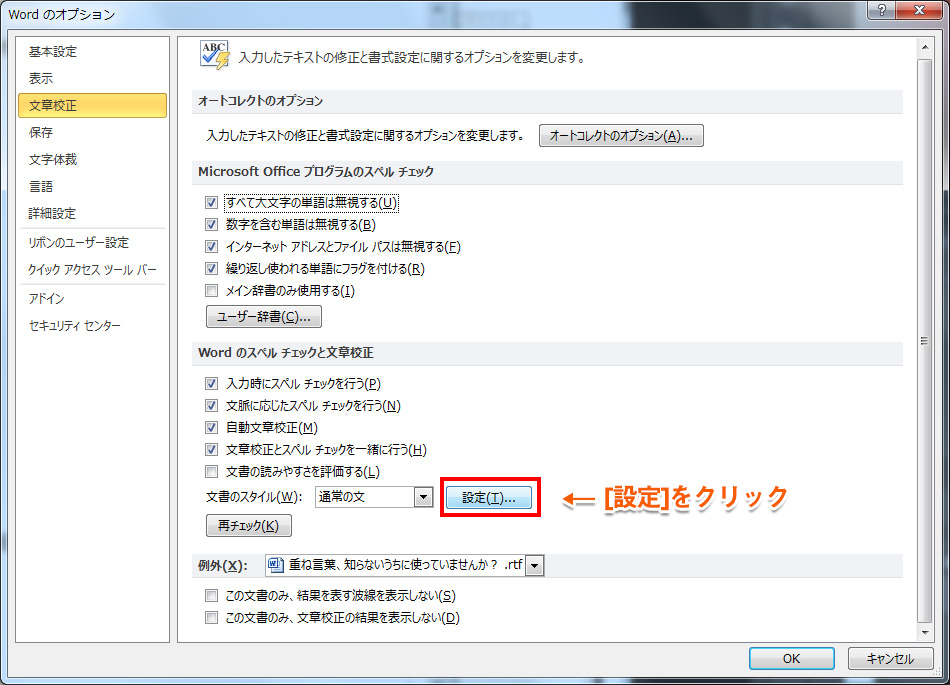 Word のオプション
基本設定
表示
文章校正
保存
文字体裁
言語
詳細設定
リボンのユーザー設定
クイック アクセス ツール バー
アドイン
セキュリティ センター
ABC
入力したテキストの修正と書式設定に関するオプションを変更します。
オートコレクトのオプション
入力したテキストの修正と書式設定に関するオプションを変更します。 オートコレクトのオプション(A)...
Microsoft Office プログラムのスペル チェック
すべて大文字の単語は無視する(U)
数字を含む単語は無視する(B)
インターネット アドレスとファイル パスは無視する(F)
繰り返し使われる単語にフラグを付ける(R)
メイン辞書のみ使用する(I)
ユーザー辞書(C)...
Word のスペル チェックと文章校正
入力時にスペル チェックを行う(P)
文脈に応じたスペル チェックを行う(N)
自動文章校正(M)
文章校正とスペル チェックを一緒に行う(H)
文書の読みやすさを評価する(L)
文書のスタイル(W): 通常の文 設定(T)... ← [設定]をクリック
再チェック(K)
例外(X): 重ね言葉、知らないうちに使っていませんか？ .rtf
この文書のみ、結果を表す波線を表示しない(S)
この文書のみ、文章校正の結果を表示しない(D)
OK キャンセル